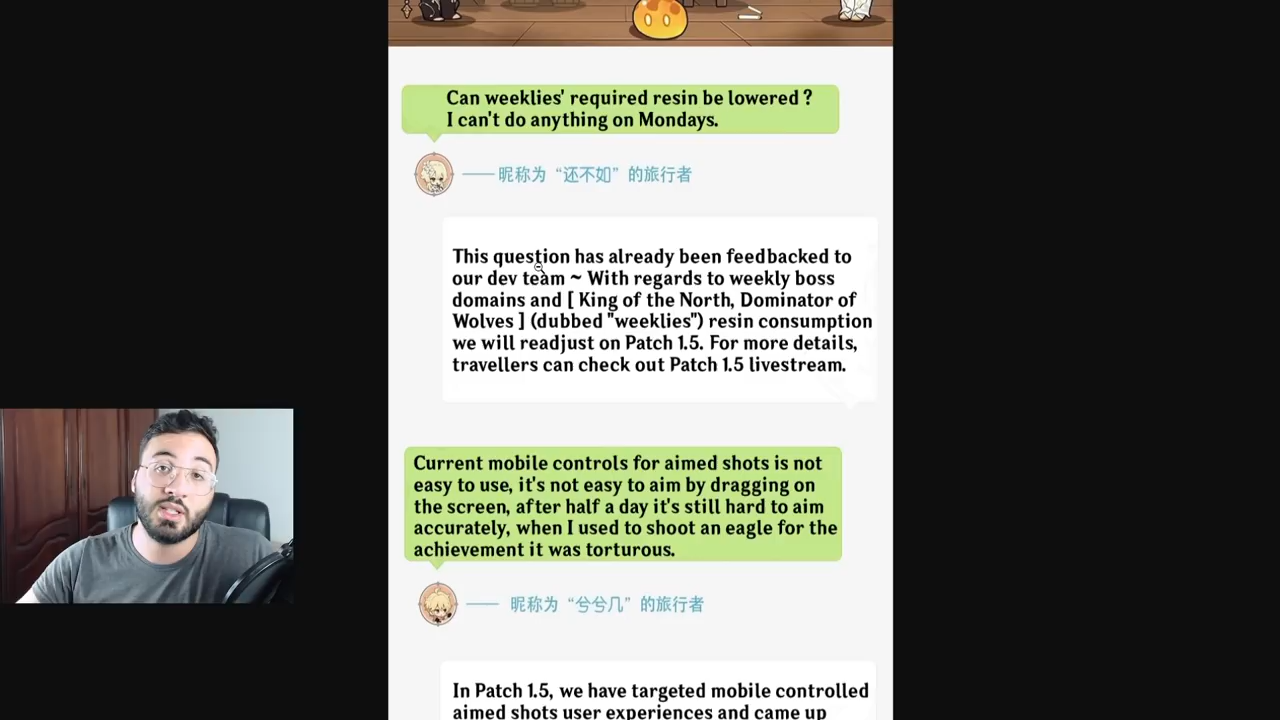 Can weeklies' required resin be lowered ?
I can't do anything on Mondays.
—— 昵称为 “还不如” 的旅行者
This question has already been feedbacked to
our dev team ~ With regards to weekly boss
domains and [ King of the North, Dominator of
Wolves ] (dubbed "weeklies") resin consumption
we will readjust on Patch 1.5. For more details,
travellers can check out Patch 1.5 livestream.
Current mobile controls for aimed shots is not
easy to use, it's not easy to aim by dragging on
the screen, after half a day it's still hard to aim
accurately, when I used to shoot an eagle for the
achievement it was torturous.
—— 昵称为 “兮兮几” 的旅行者
In Patch 1.5, we have targeted mobile controlled
aimed shots user experiences and came up